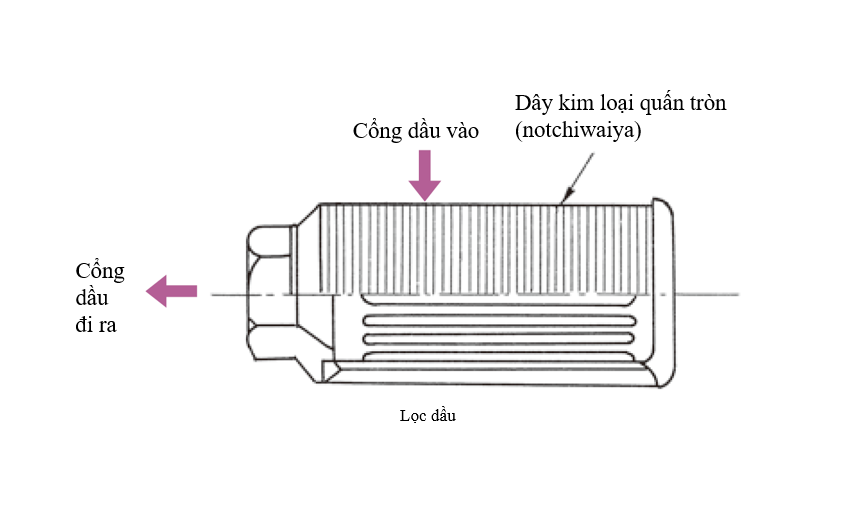 Dây kim loại quấn tròn
(notchiwaiya)
Cổng dầu vào
Cổng
dầu
đi ra
Lọc dầu